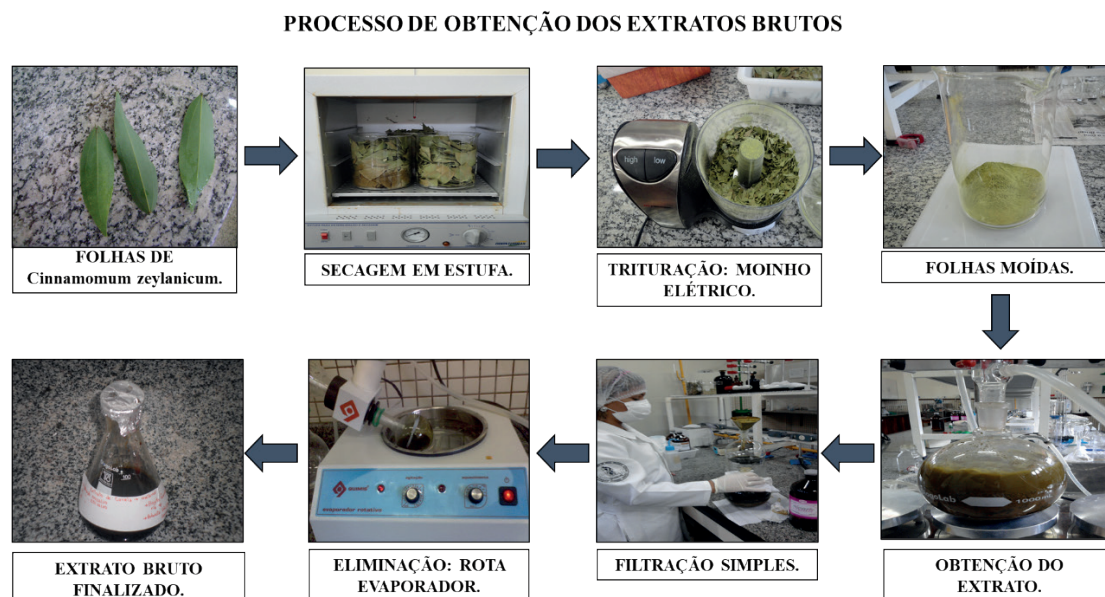 PROCESSO DE OBTENÇÃO DOS EXTRATOS BRUTOS
FOLHAS DE
Cinnamomum zeylanicum.
SECAGEM EM ESTUFA.
high
low
TRITURAÇÃO: MOINHO
ELÉTRICO.
FOLHAS MOÍDAS.
EXTRATO BRUTO
FINALIZADO.
evaporador rotativo
ELIMINAÇÃO: ROTA
EVAPORADOR.
FILTRAÇÃO SIMPLES.
1000
OBTENÇÃO DO
EXTRATO.